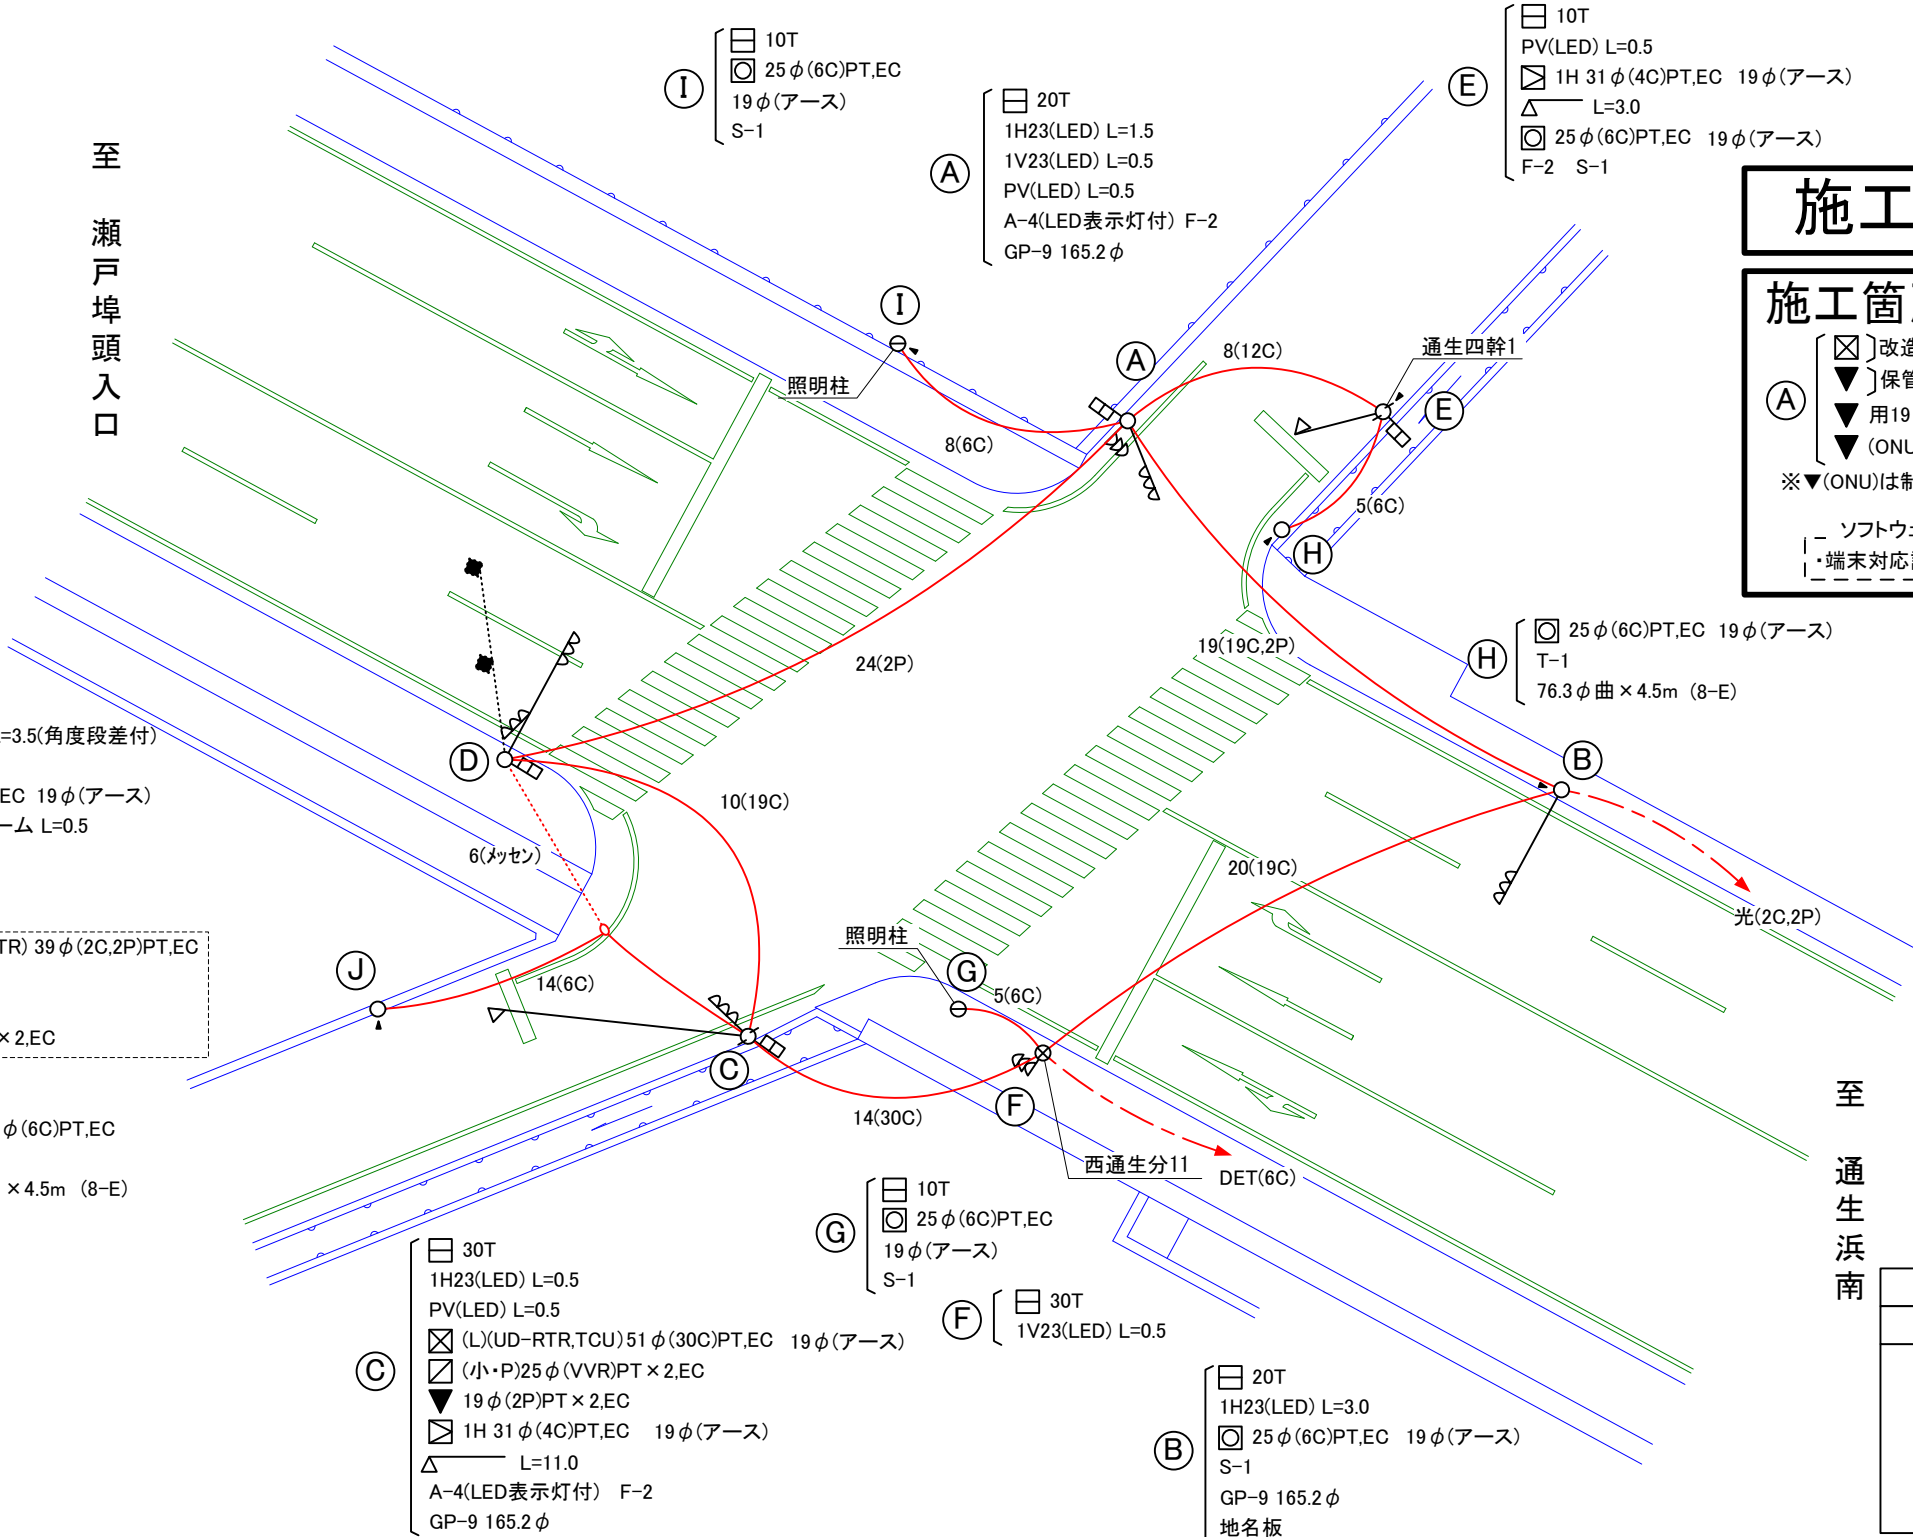 I
10T
25φ(6C)PT,EC
19φ(アース)
S-1
A
20T
1H23(LED) L=1.5
1V23(LED) L=0.5
PV(LED) L=0.5
A-4(LED表示灯付) F-2
GP-9 165.2φ
E
10T
PV(LED) L=0.5
1H 31φ(4C)PT,EC 19φ(アース)
L=3.0
25φ(6C)PT,EC 19φ(アース)
F-2 S-1
至 瀬戸埠頭入口
施工
施工箇
A
改造
保管
▼ 用19
▼ (ONU
※▼(ONU)は制
ソフトウェ
・端末対応
I
照明柱
8(6C)
A
8(12C)
通生四幹1
E
5(6C)
H
19(19C,2P)
24(2P)
H
25φ(6C)PT,EC 19φ(アース)
T-1
76.3φ曲×4.5m (8-E)
=3.5(角度段差付)
EC 19φ(アース)
ーム L=0.5
D
10(19C)
6(メッセン)
B
20(19C)
光(2C,2P)
TR) 39φ(2C,2P)PT,EC
×2,EC
J
14(6C)
照明柱
G
5(6C)
C
14(30C)
F
西通生分11
DET(6C)
φ(6C)PT,EC
×4.5m (8-E)
至 通生浜南
G
10T
25φ(6C)PT,EC
19φ(アース)
S-1
F
30T
1V23(LED) L=0.5
C
30T
1H23(LED) L=0.5
PV(LED) L=0.5
(L)(UD-RTR,TCU)51φ(30C)PT,EC 19φ(アース)
(小・P)25φ(VVR)PT×2,EC
▼ 19φ(2P)PT×2,EC
1H 31φ(4C)PT,EC 19φ(アース)
L=11.0
A-4(LED表示灯付) F-2
GP-9 165.2φ
B
20T
1H23(LED) L=3.0
25φ(6C)PT,EC 19φ(アース)
S-1
GP-9 165.2φ
地名板